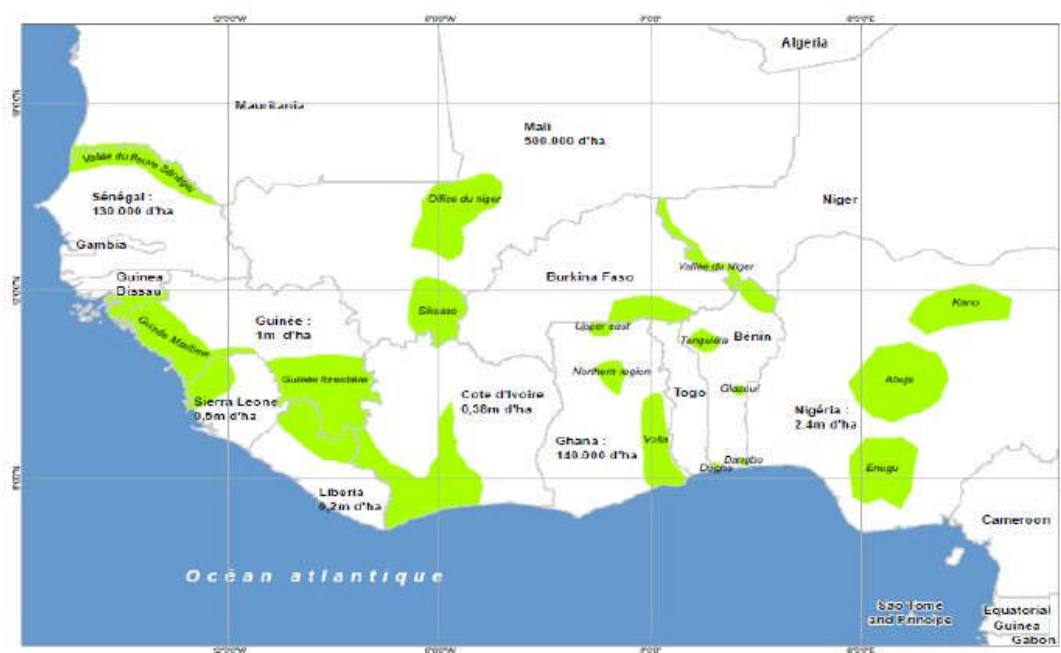 Algeria
Mauritania
Mali
500.000 d'ha
Vallée du fleuve Sénégal
Sénégal :
130.000 d'ha
Office du niger
Niger
Gambia
Vallée du Niger
Guinea
Bissau
Burkina Faso
Sikasso
Kano
Guinée :
1m d'ha
Upper east
Guinée Maritime
Tanguiéta
Bénin
Northern region
Guinée forestière
Togo
Glazoué
Abuja
Cote d'Ivoire
0,38m d'ha
Sierra Leone
Nigéria :
2.4m d'ha
Ghana :
140.000 d'ha
Volta
Dangbo
Enugu
Liberia
0,2m d'ha
Cameroon
Océan atlantique
Sao Tome
and Principe
Equatorial
Guinea
Gabon